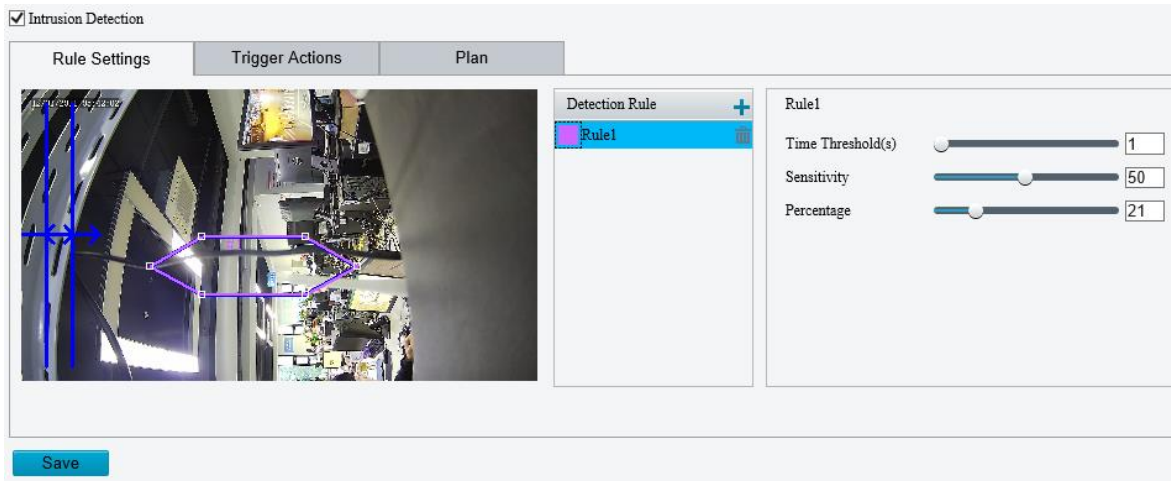 Intrusion Detection
Rule Settings
Trigger Actions
Plan
Detection Rule
Rule1
Rule1
Time Threshold(s) 1
Sensitivity 50
Percentage 21
Save